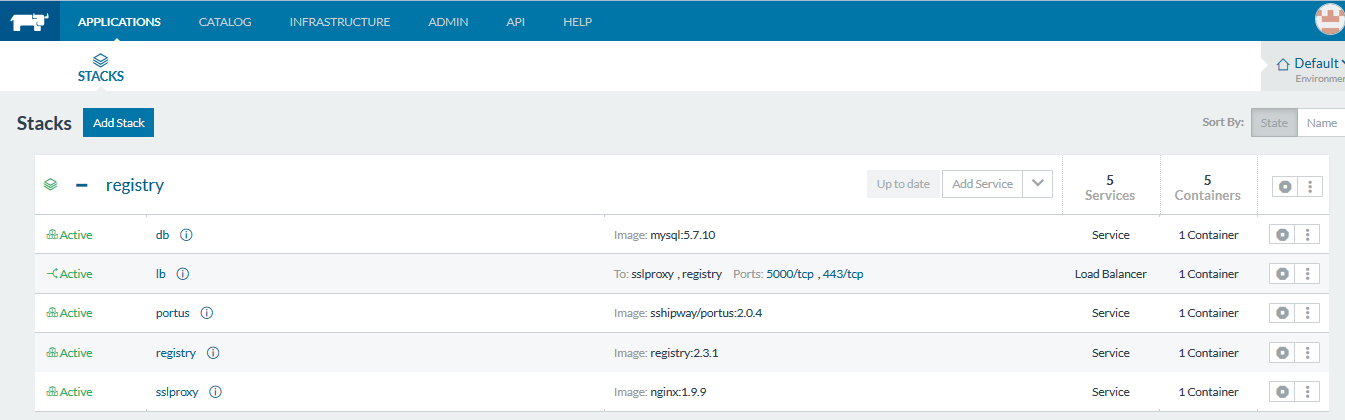 APPLICATIONS CATALOG INFRASTRUCTURE ADMIN API HELP
STACKS
Default
Stacks Add Stack Sort By: State Name
registry Up to date Add Service 5 Services 5 Containers
Active db Image: mysql:5.7.10 Service 1 Container
Active lb To: sslproxy , registry Ports: 5000/tcp , 443/tcp Load Balancer 1 Container
Active portus Image: sshipway/portus:2.0.4 Service 1 Container
Active registry Image: registry:2.3.1 Service 1 Container
Active sslproxy Image: nginx:1.9.9 Service 1 Container